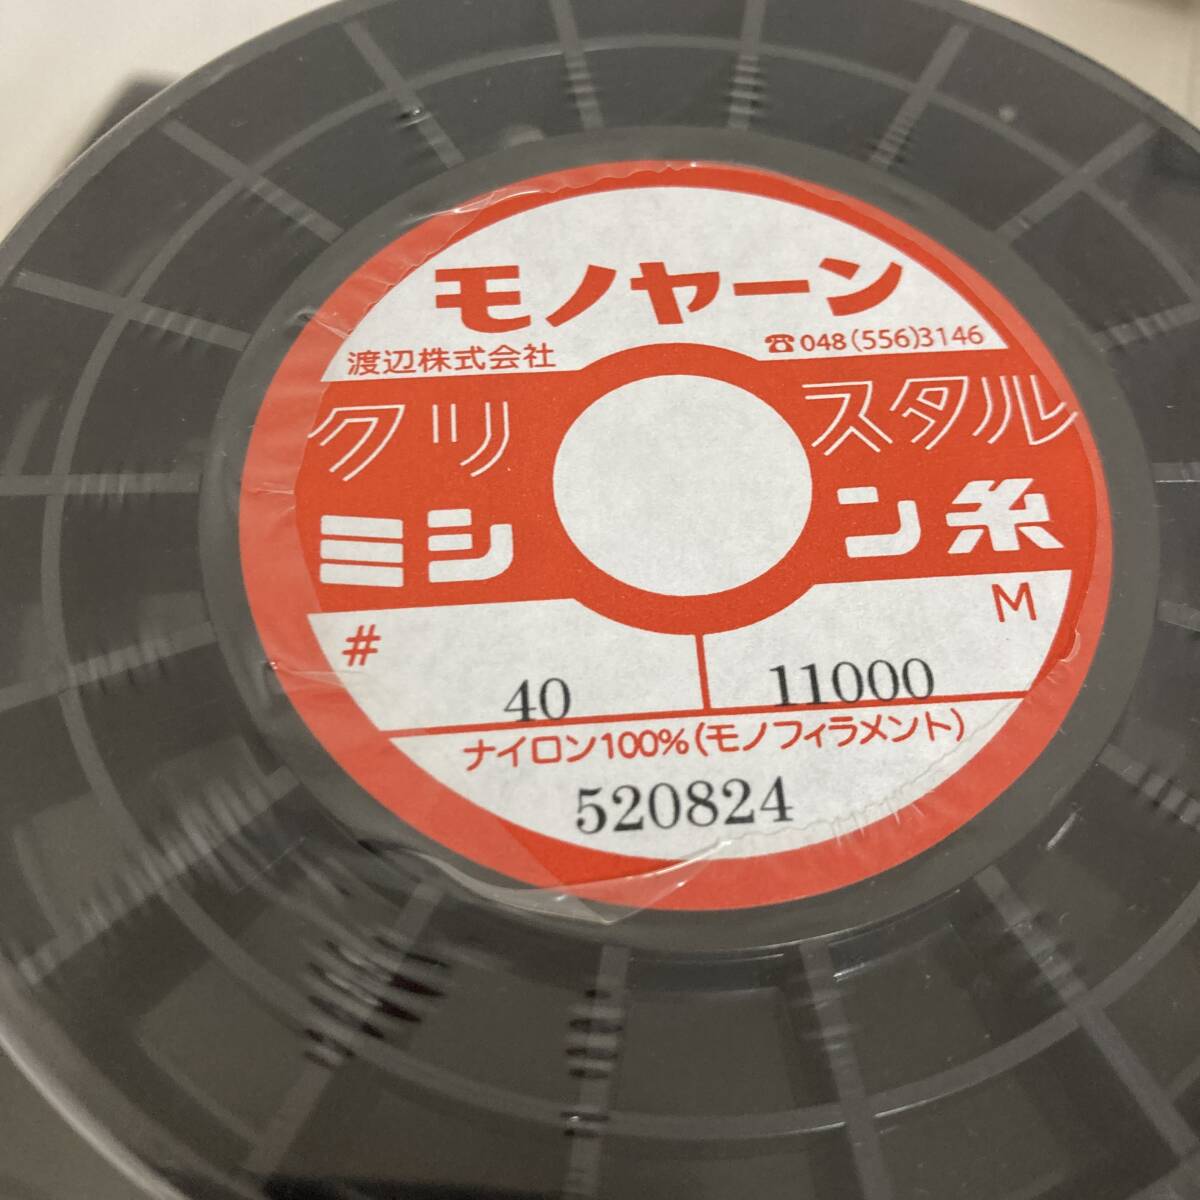 モノヤーン
渡辺株式会社 ☎048(556)3146
クリスタル
ミシン糸
# 40 11000 M
ナイロン100%(モノフィラメント)
520824